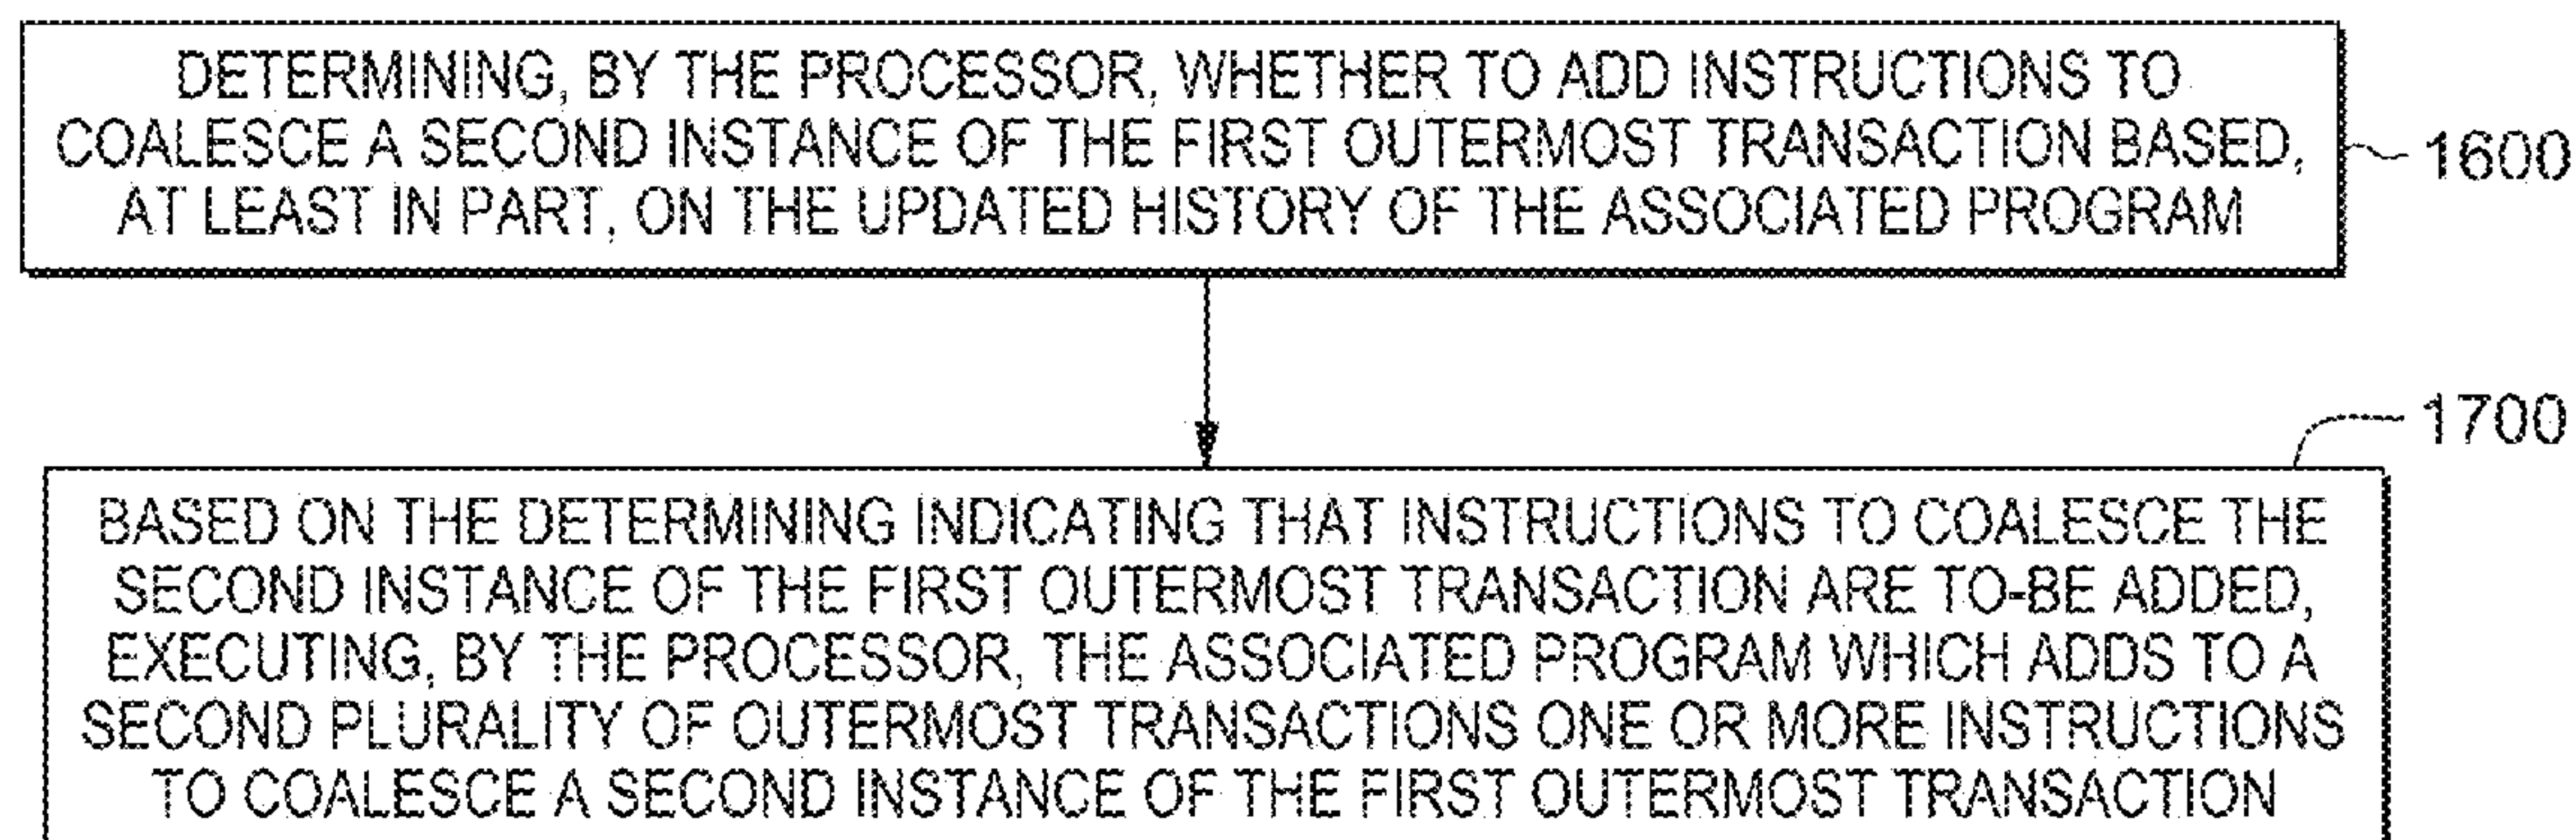 DETERMINING, BY THE PROCESSOR, WHETHER TO ADD INSTRUCTIONS TO
COALESCE A SECOND INSTANCE OF THE FIRST OUTERMOST TRANSACTION BASED,
AT LEAST IN PART, ON THE UPDATED HISTORY OF THE ASSOCIATED PROGRAM
1600
1700
BASED ON THE DETERMINING INDICATING THAT INSTRUCTIONS TO COALESCE THE
SECOND INSTANCE OF THE FIRST OUTERMOST TRANSACTION ARE TO-BE ADDED,
EXECUTING, BY THE PROCESSOR, THE ASSOCIATED PROGRAM WHICH ADDS TO A
SECOND PLURALITY OF OUTERMOST TRANSACTIONS ONE OR MORE INSTRUCTIONS
TO COALESCE A SECOND INSTANCE OF THE FIRST OUTERMOST TRANSACTION